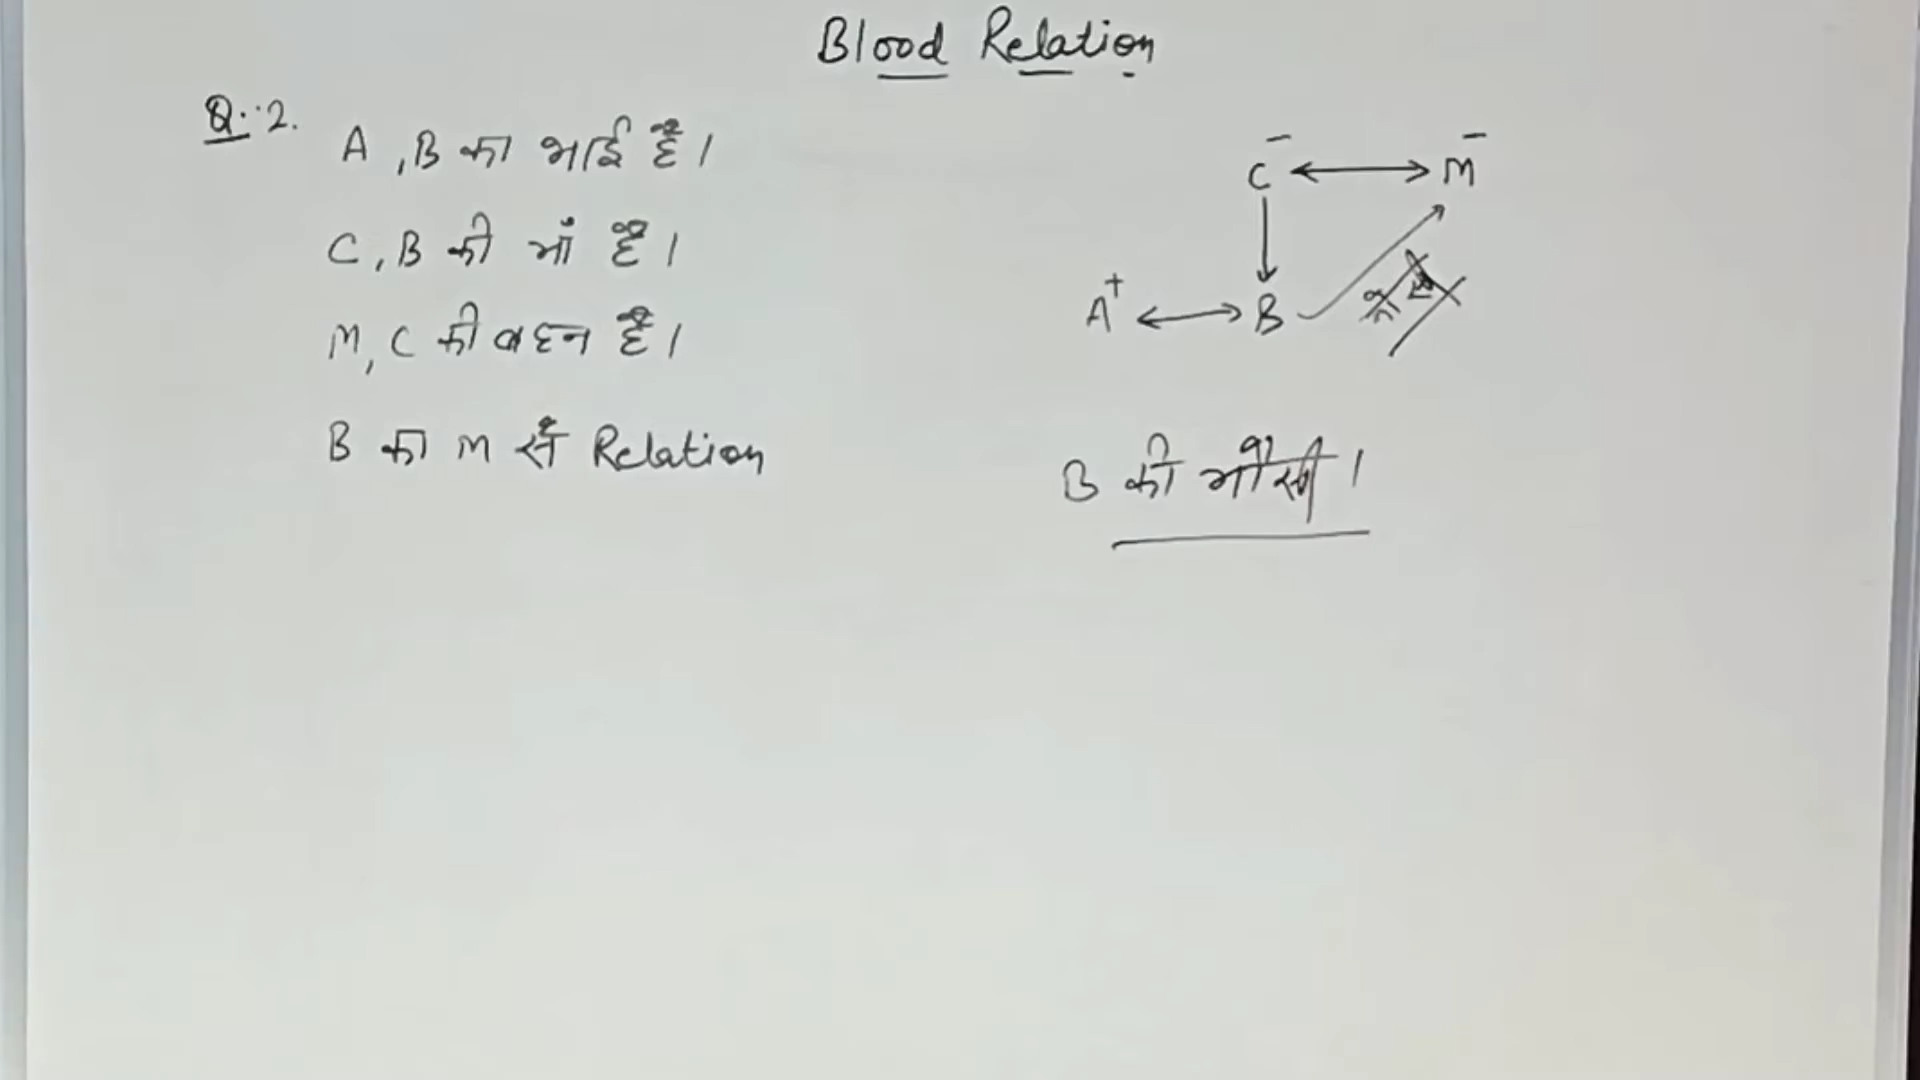 Blood Relation
Q. 2.
A, B का भाई है।
C, B की माँ है।
M, C की बहन है।
B का M से Relation
C⁻ ↔ M⁻
A⁺ ↔ B
B की मौसी।